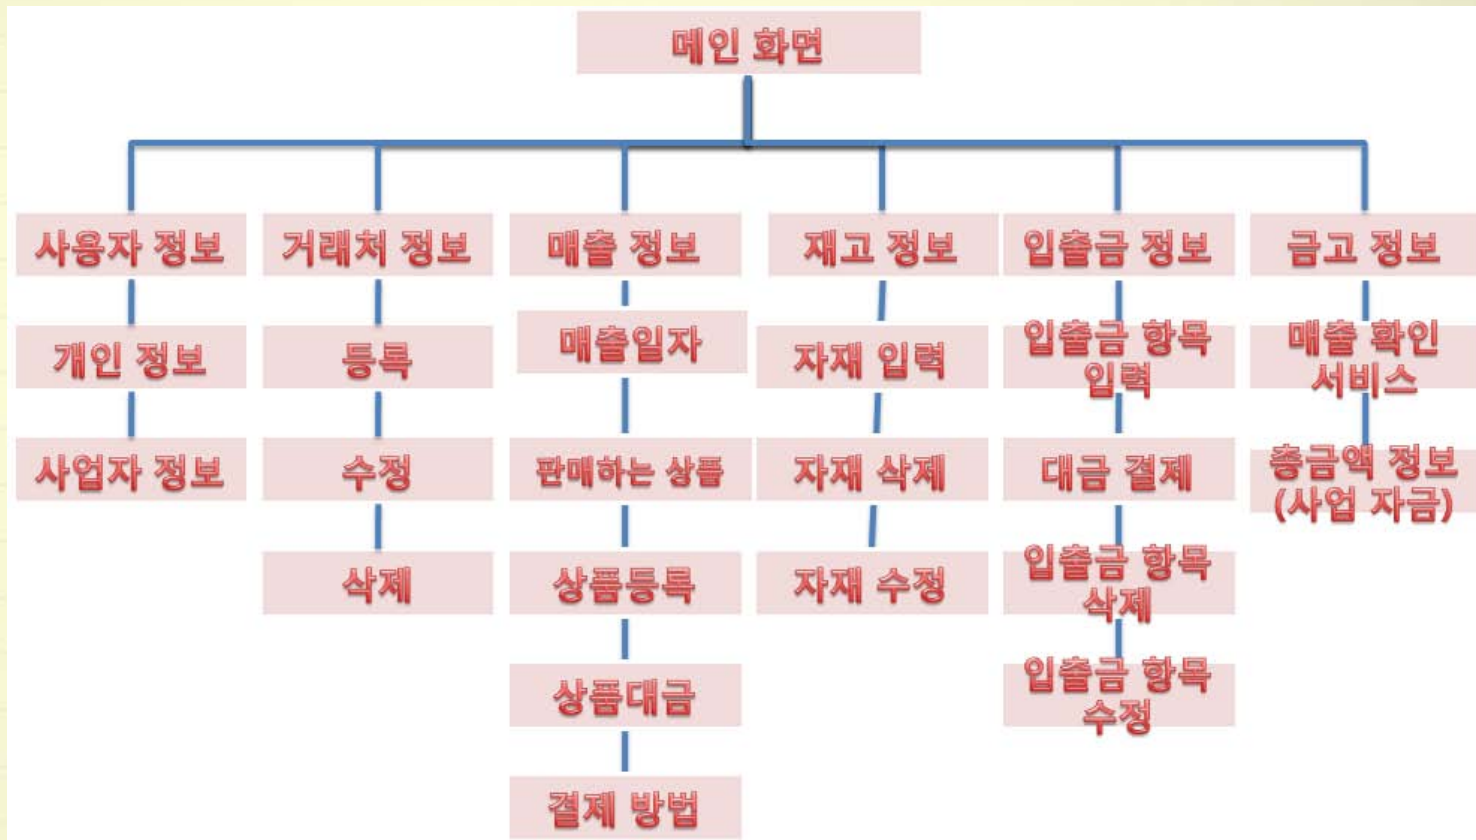 메인 화면
사용자 정보
거래처 정보
매출 정보
재고 정보
입출금 정보
금고 정보
개인 정보
등록
매출일자
자재 입력
입출금 항목
입력
매출 확인
서비스
사업자 정보
수정
판매하는 상품
자재 삭제
대금 결제
총금액 정보
(사업 자금)
삭제
상품등록
자재 수정
입출금 항목
삭제
상품대금
입출금 항목
수정
결제 방법